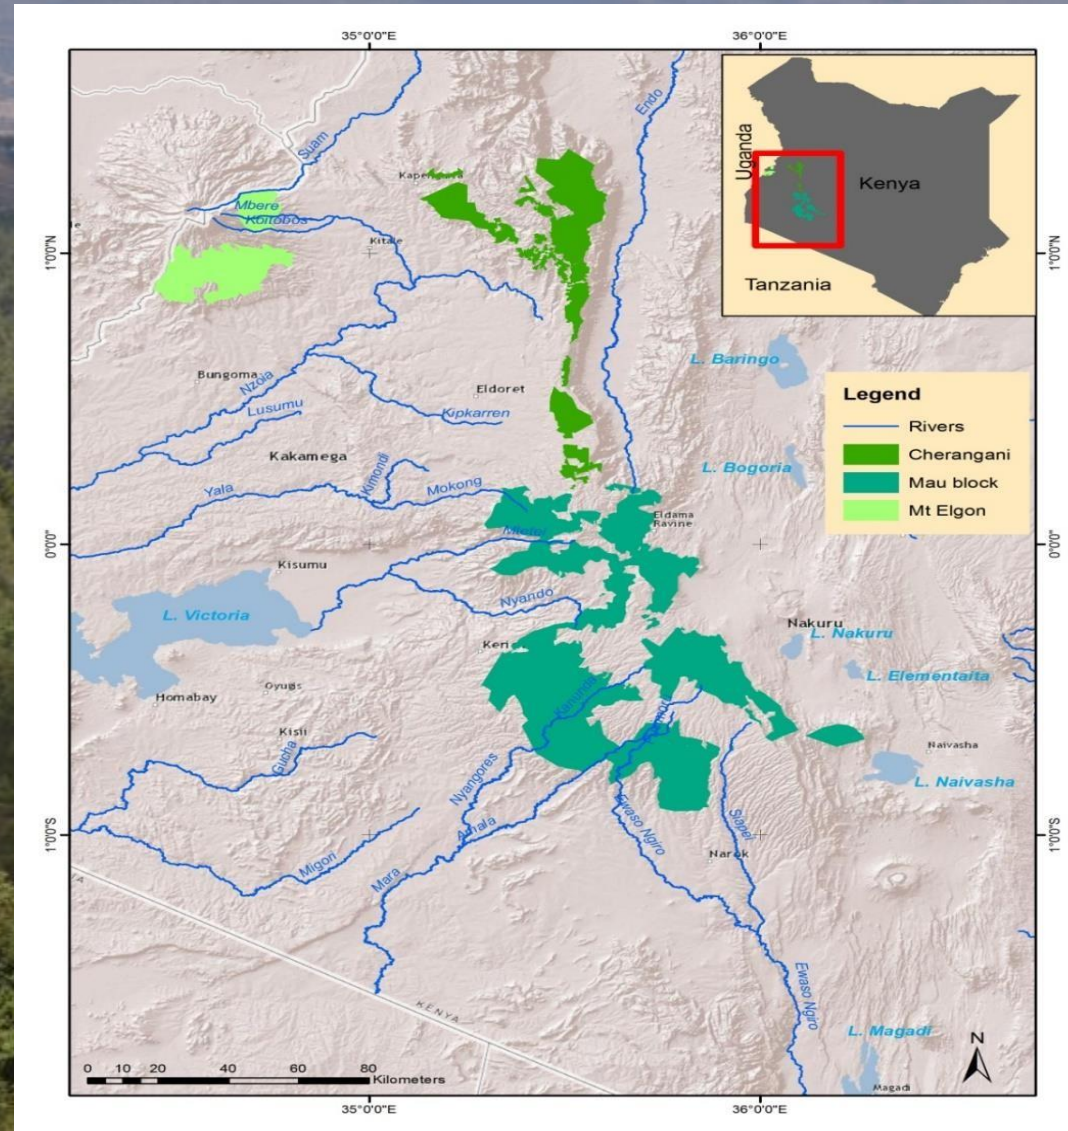 35°0'0"E
36°0'0"E
Endo
Suam
Kapenguria
Mbere
Koitobos
Kitale
1°0'0"N
1°0'0"N
Uganda
Kenya
Tanzania
L. Baringo
Bungoma
Nzoia
Eldoret
Lusumu
Kipkarren
Legend
Rivers
Cherangani
Mau block
Mt Elgon
Kakamega
Kimondi
L. Bogoria
Yala
Mokong
Eldama
Ravine
0°0'0"
0°0'0"
Kisumu
L. Victoria
Nyando
Nakuru
L. Nakuru
Keri
L. Elementaita
Homabay
Oyugis
Kisii
Gucha
Nyangores
Naivasha
L. Naivasha
Amala
Ewaso Ngiro
Siapei
1°0'0"S
1°0'0"S
Narok
Migori
Mara
KENYA
Ewaso Ngiro
L. Magadi
Magadi
N
0 10 20 40 60 80
Kilometers
35°0'0"E
36°0'0"E